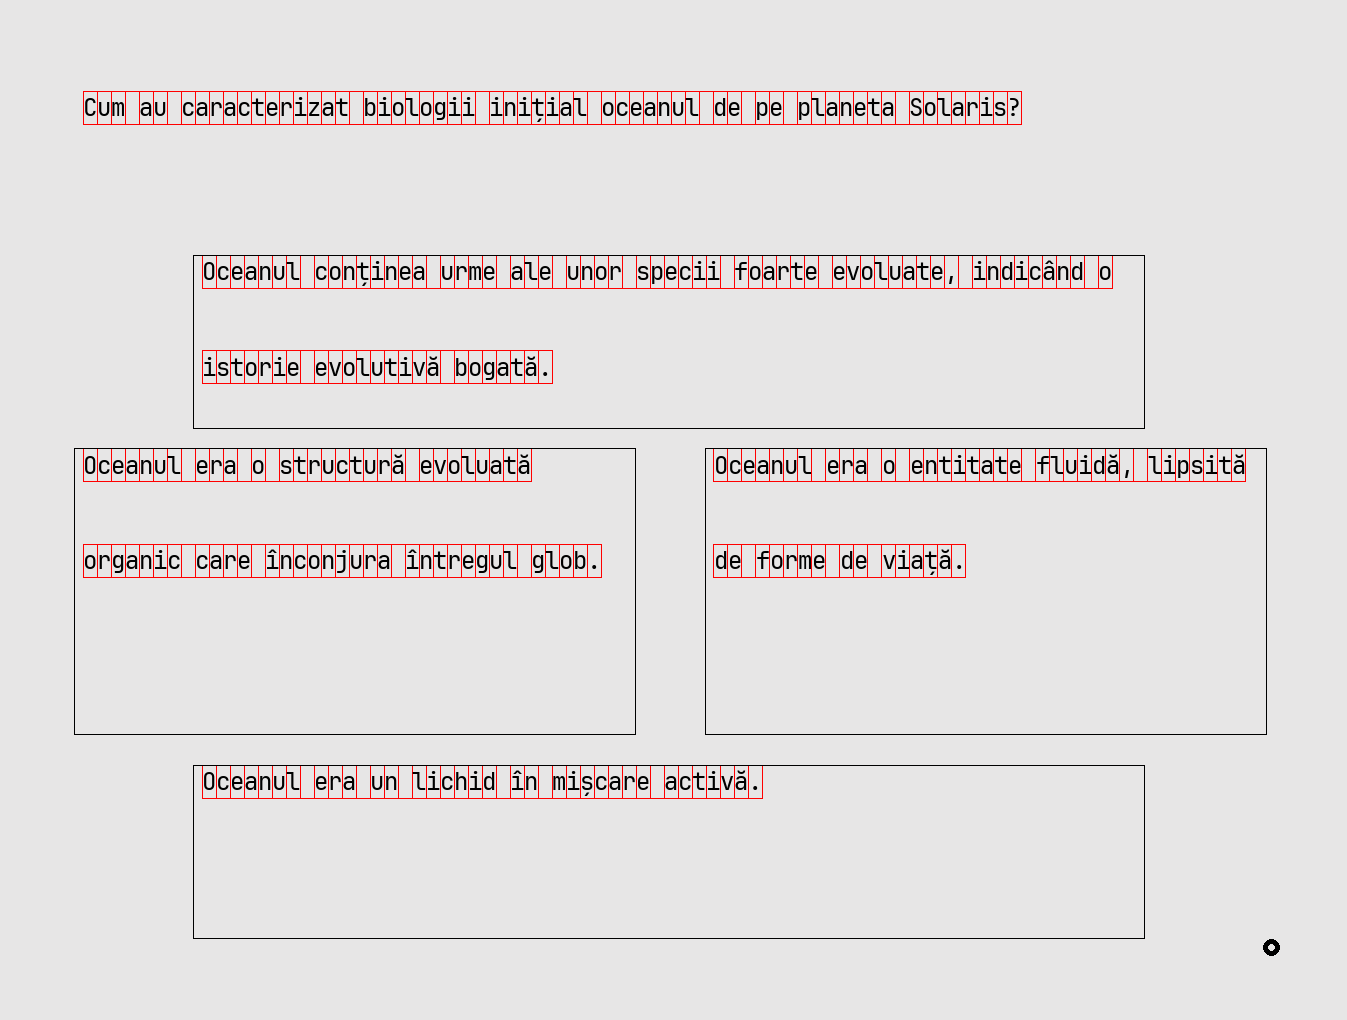 Cum au caracterizat biologii inițial oceanul de pe planeta Solaris?
Oceanul conținea urme ale unor specii foarte evoluate, indicând o
istorie evolutivă bogată.
Oceanul era o structură evoluată
organic care înconjura întregul glob.
Oceanul era o entitate fluidă, lipsită
de forme de viață.
Oceanul era un lichid în mișcare activă.